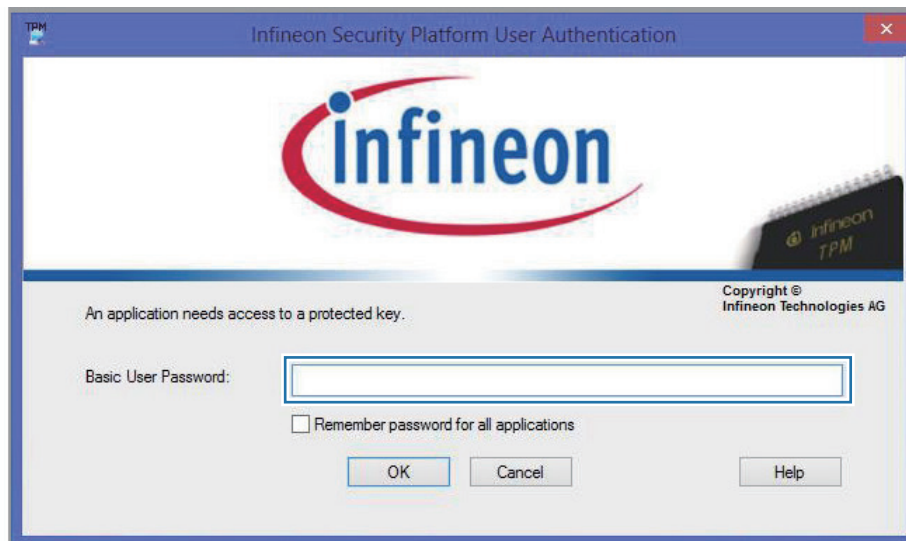 TPM
Infineon Security Platform User Authentication
infineon
infineon
TPM
Copyright ©
Infineon Technologies AG
An application needs access to a protected key.
Basic User Password:
Remember password for all applications
OK Cancel Help